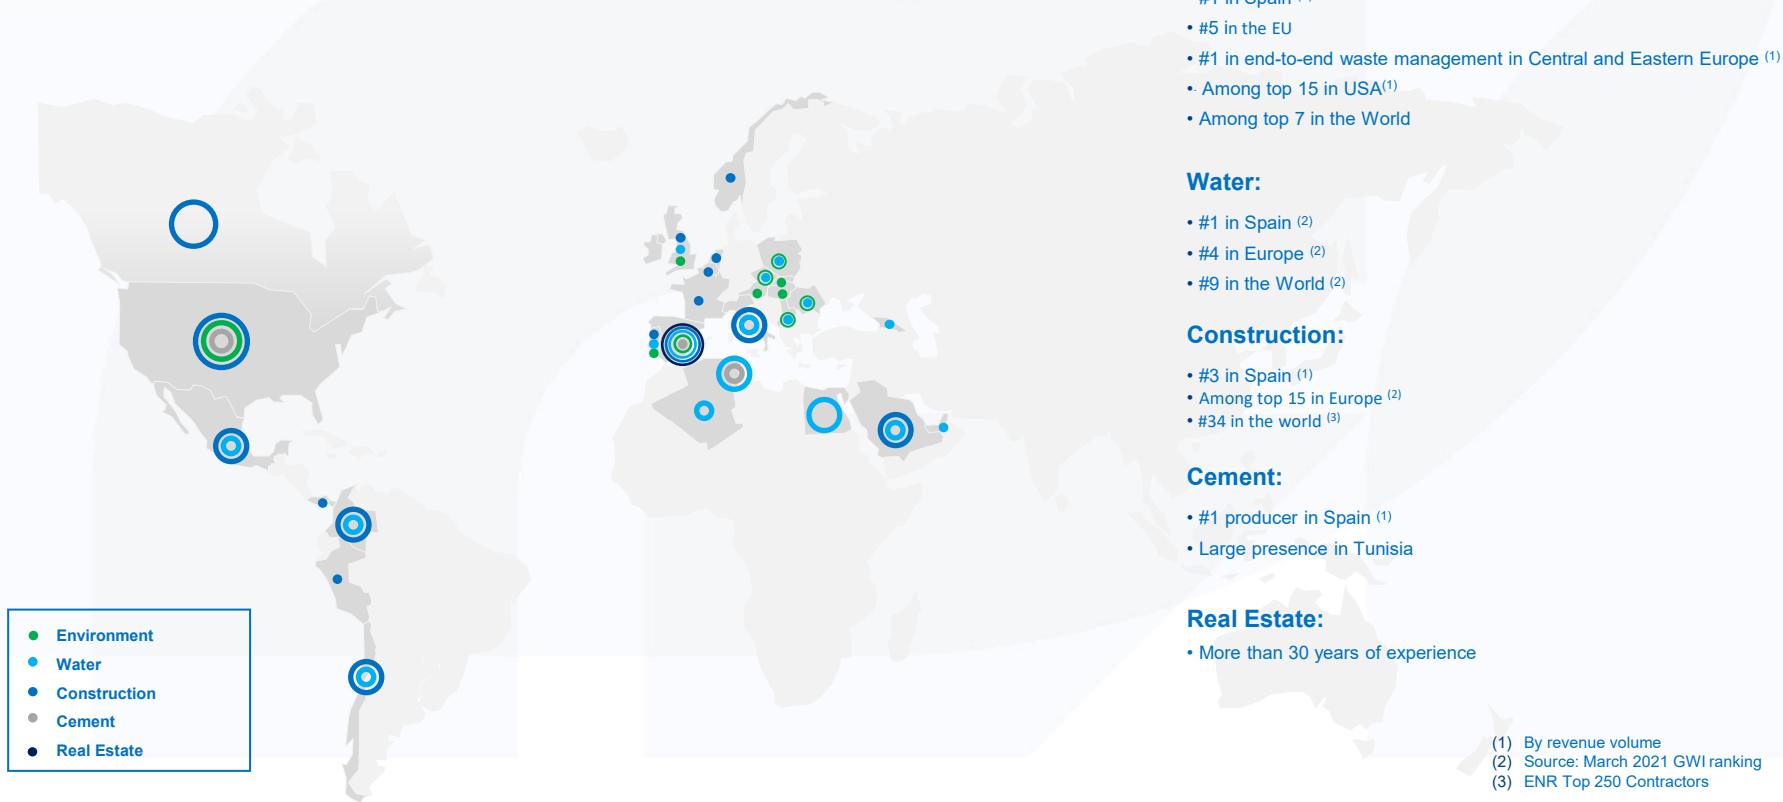 #1 in Spain
• #5 in the EU
• #1 in end-to-end waste management in Central and Eastern Europe (1)
•· Among top 15 in USA(1)
• Among top 7 in the World
Water:
• #1 in Spain (2)
• #4 in Europe (2)
• #9 in the World (2)
Construction:
• #3 in Spain (1)
• Among top 15 in Europe (2)
• #34 in the world (3)
Cement:
• #1 producer in Spain (1)
• Large presence in Tunisia
Real Estate:
• More than 30 years of experience
Environment
Water
Construction
Cement
Real Estate
(1) By revenue volume
(2) Source: March 2021 GWI ranking
(3) ENR Top 250 Contractors